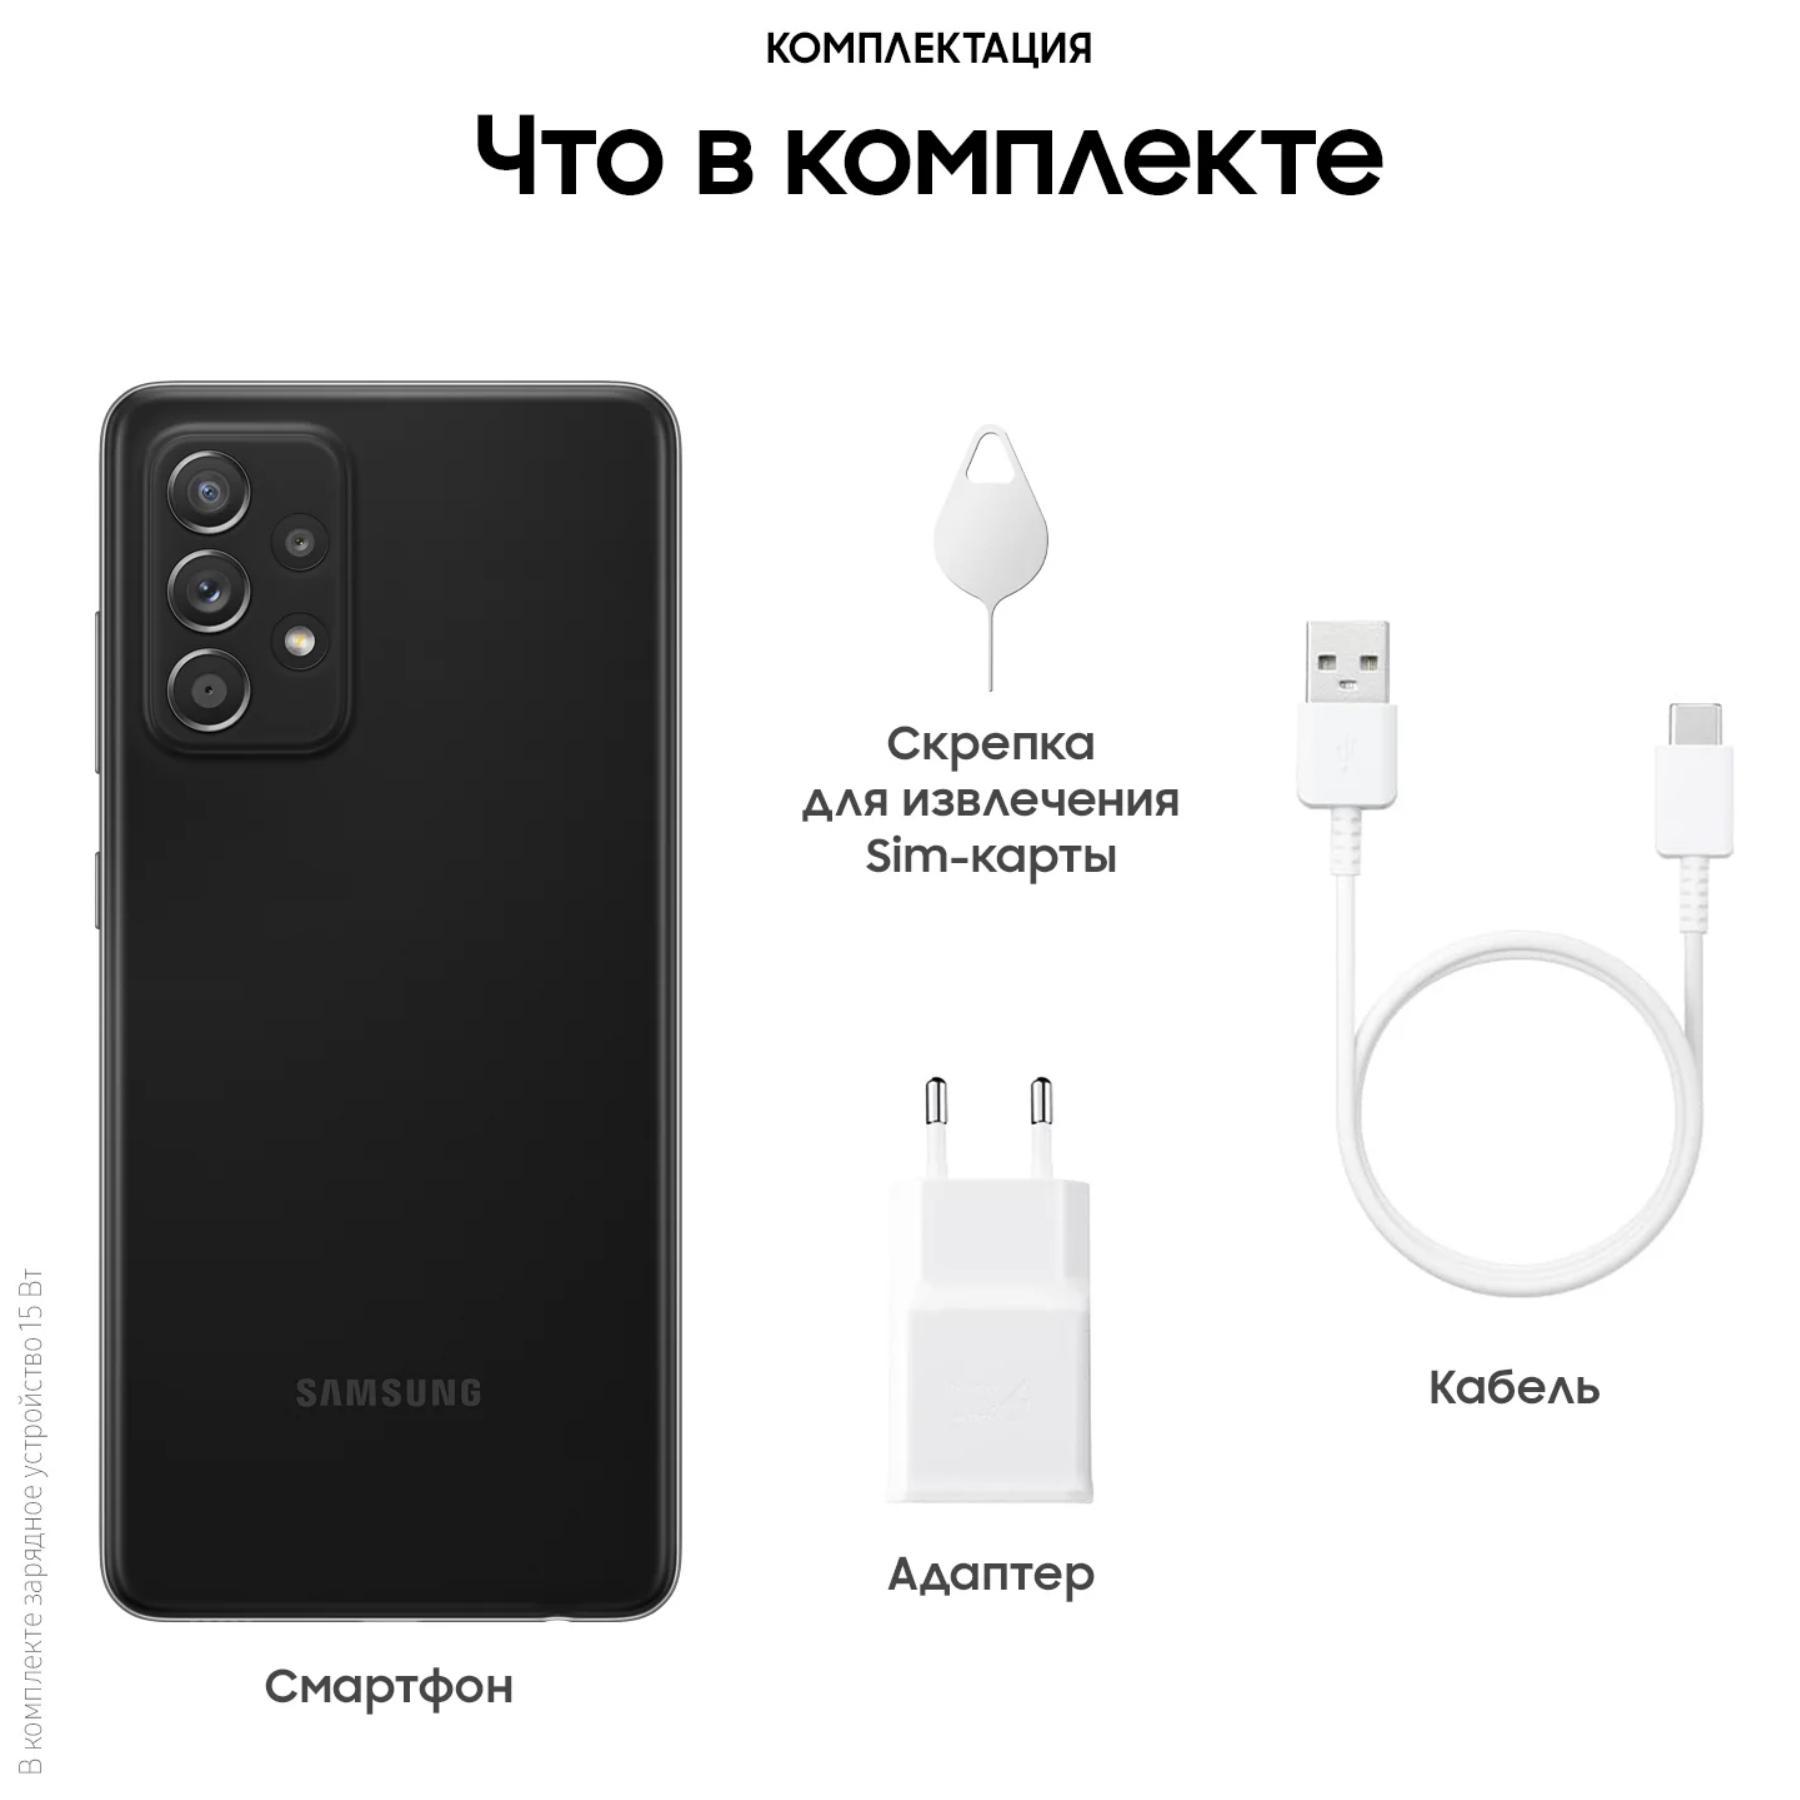 КОМПЛЕКТАЦИЯ
Что в комплекте
SAMSUNG
Смартфон
Скрепка
для извлечения
Sim-карты
Адаптер
Кабель
В комплекте зарядное устройство 15 Вт